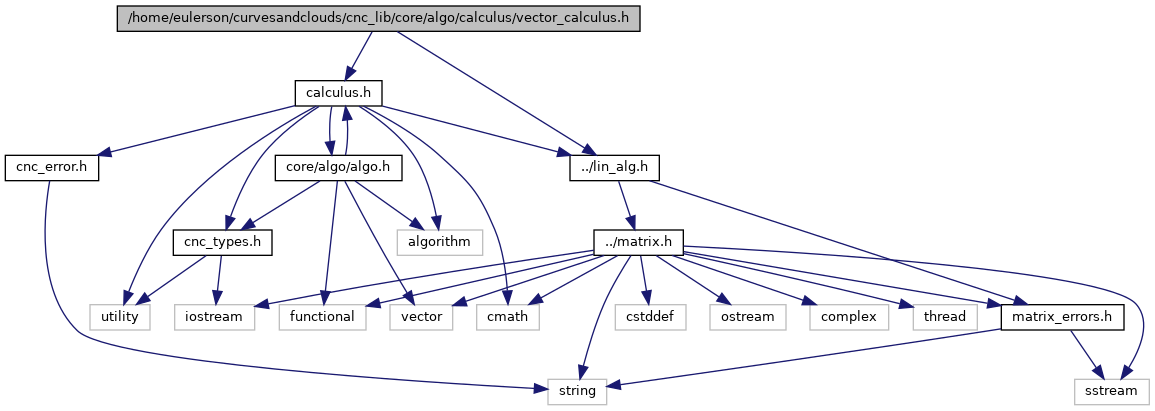 /home/eulerson/curvesandclouds/cnc_lib/core/algo/calculus/vector_calculus.h
calculus.h
cnc_error.h
core/algo/algo.h
../lin_alg.h
cnc_types.h
algorithm
../matrix.h
utility
iostream
functional
vector
cmath
cstddef
ostream
complex
thread
matrix_errors.h
string
sstream